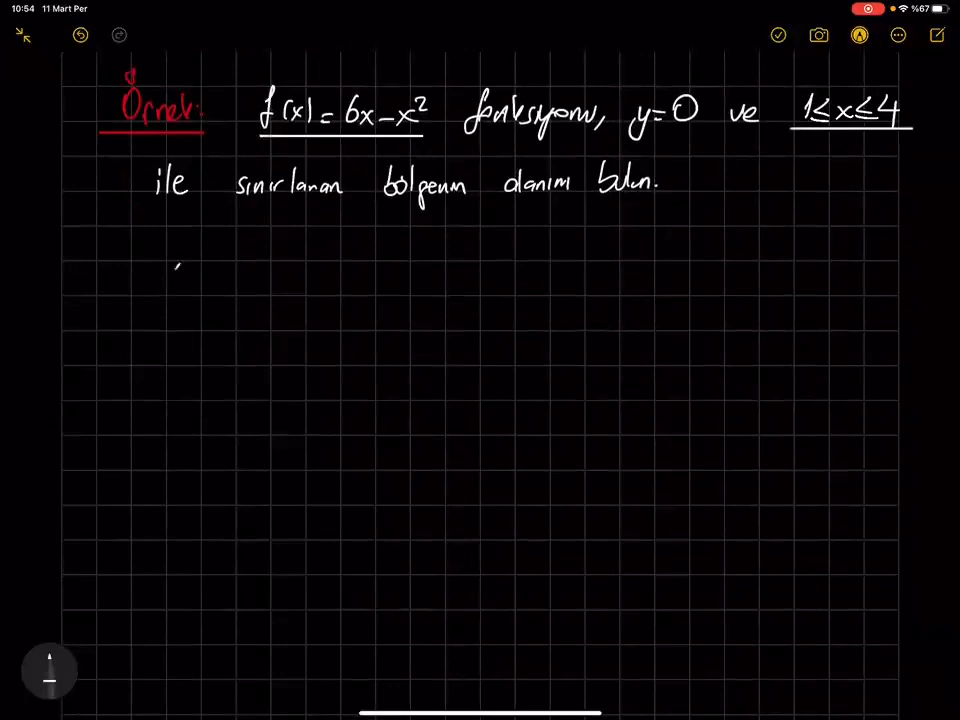 10:54 11 Mart Per %67
Örnek: f(x) = 6x - x² fonksiyonu, y=0 ve 1≤x≤4
ile sınırlanan bölgenin alanını bulun.